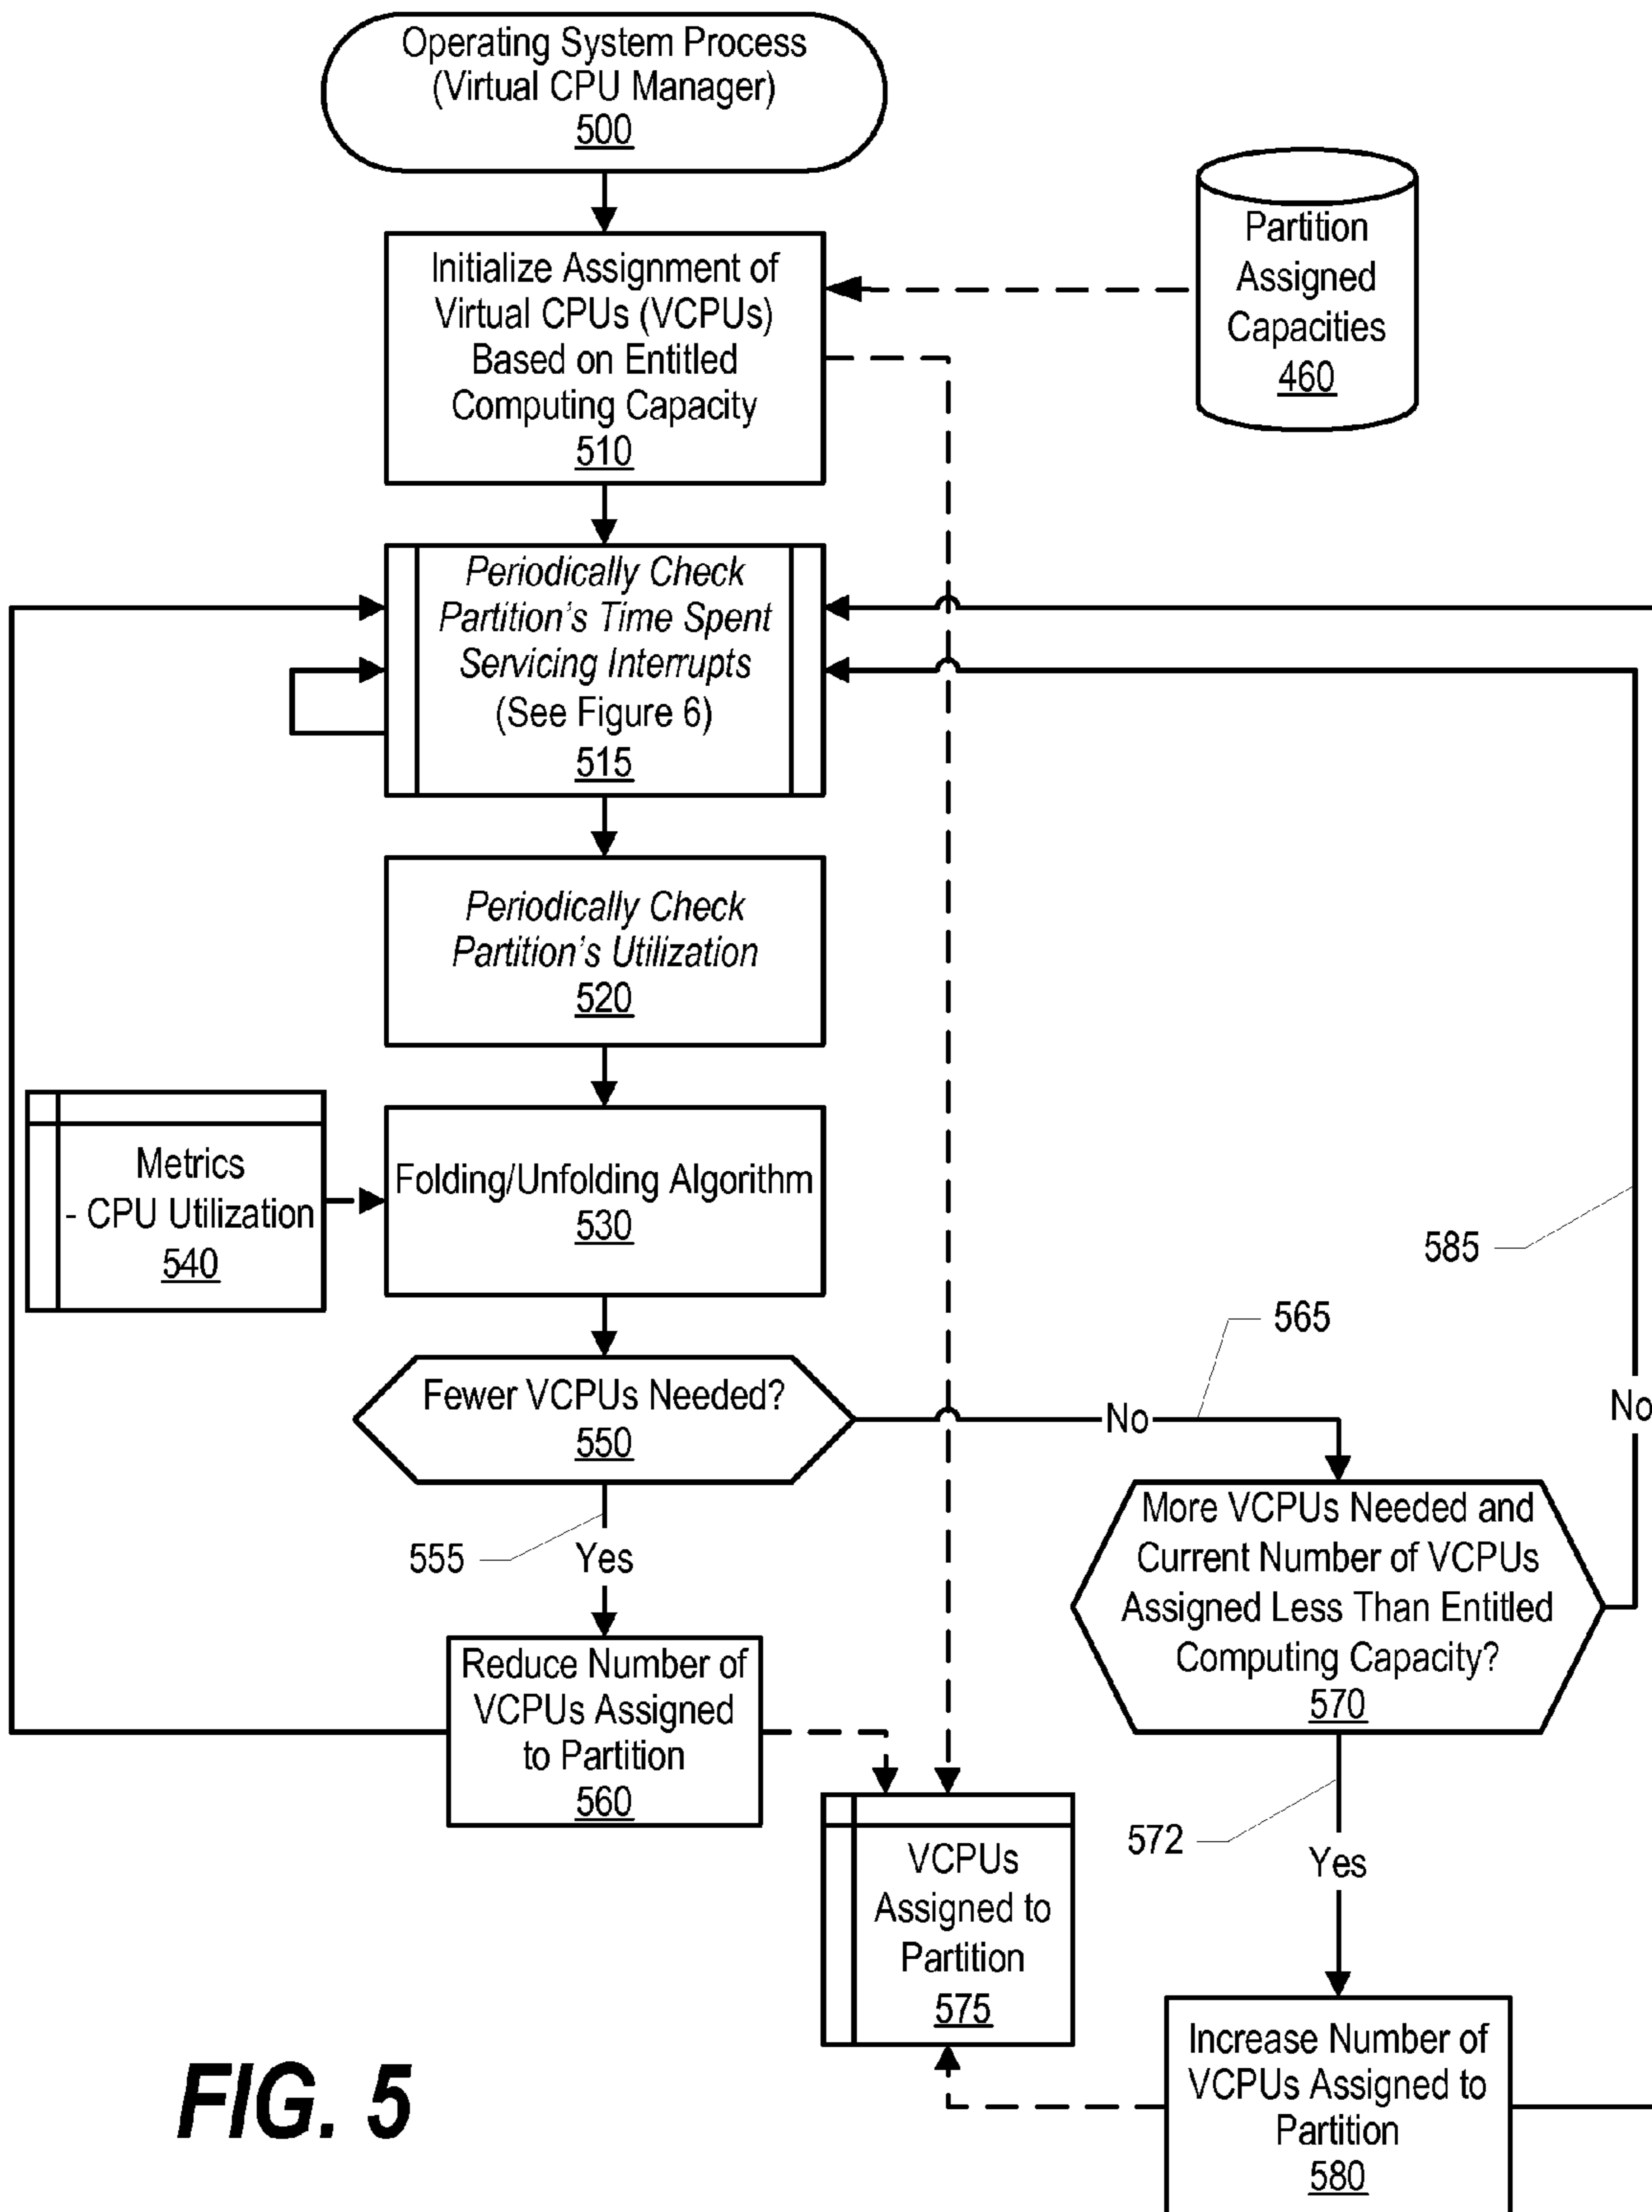 Operating System Process
(Virtual CPU Manager)
500
Partition
Assigned
Capacities
460
Initialize Assignment of
Virtual CPUs (VCPUs)
Based on Entitled
Computing Capacity
510
Periodically Check
Partition's Time Spent
Servicing Interrupts
(See Figure 6)
515
Periodically Check
Partition's Utilization
520
Metrics
- CPU Utilization
540
Folding/Unfolding Algorithm
530
585
565
Fewer VCPUs Needed?
550
No
No
555
Yes
More VCPUs Needed and
Current Number of VCPUs
Assigned Less Than Entitled
Computing Capacity?
570
Reduce Number of
VCPUs Assigned
to Partition
560
572
Yes
VCPUs
Assigned to
Partition
575
Increase Number of
VCPUs Assigned to
Partition
580
FIG. 5